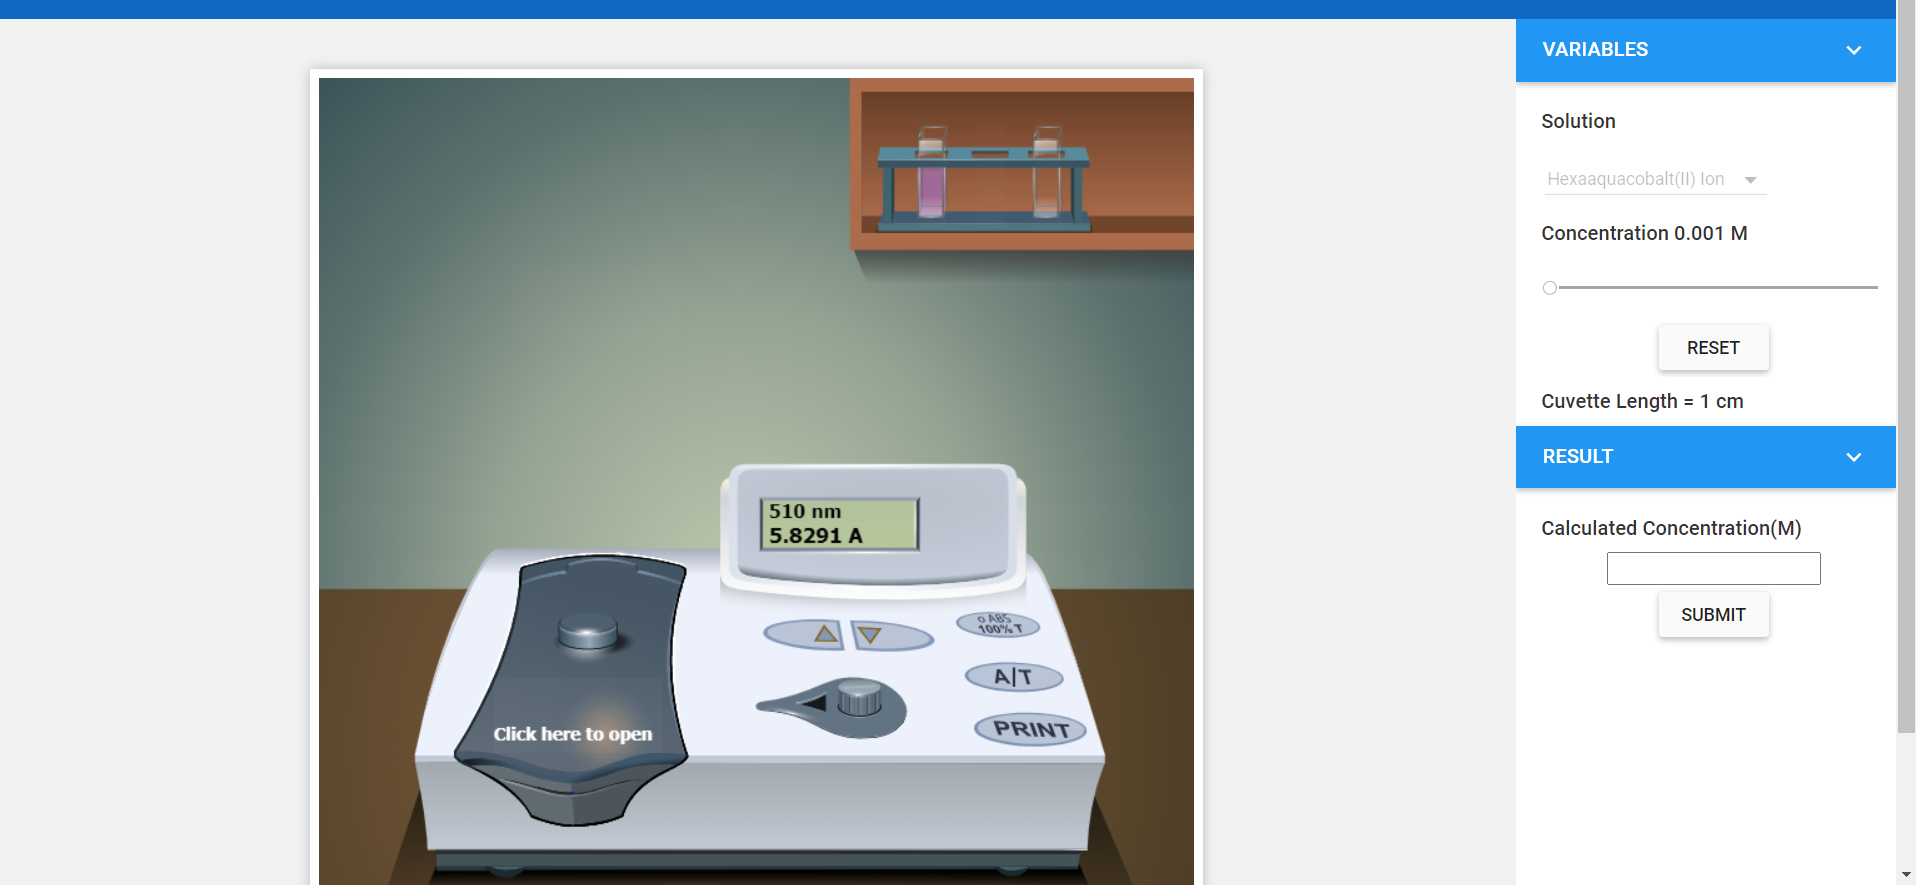 VARIABLES
Solution
Hexaaquacobalt(II) Ion
Concentration 0.001 M
RESET
Cuvette Length = 1 cm
RESULT
Calculated Concentration(M)
SUBMIT
510 nm
5.8291 A
o ABS
100% T
A|T
PRINT
Click here to open